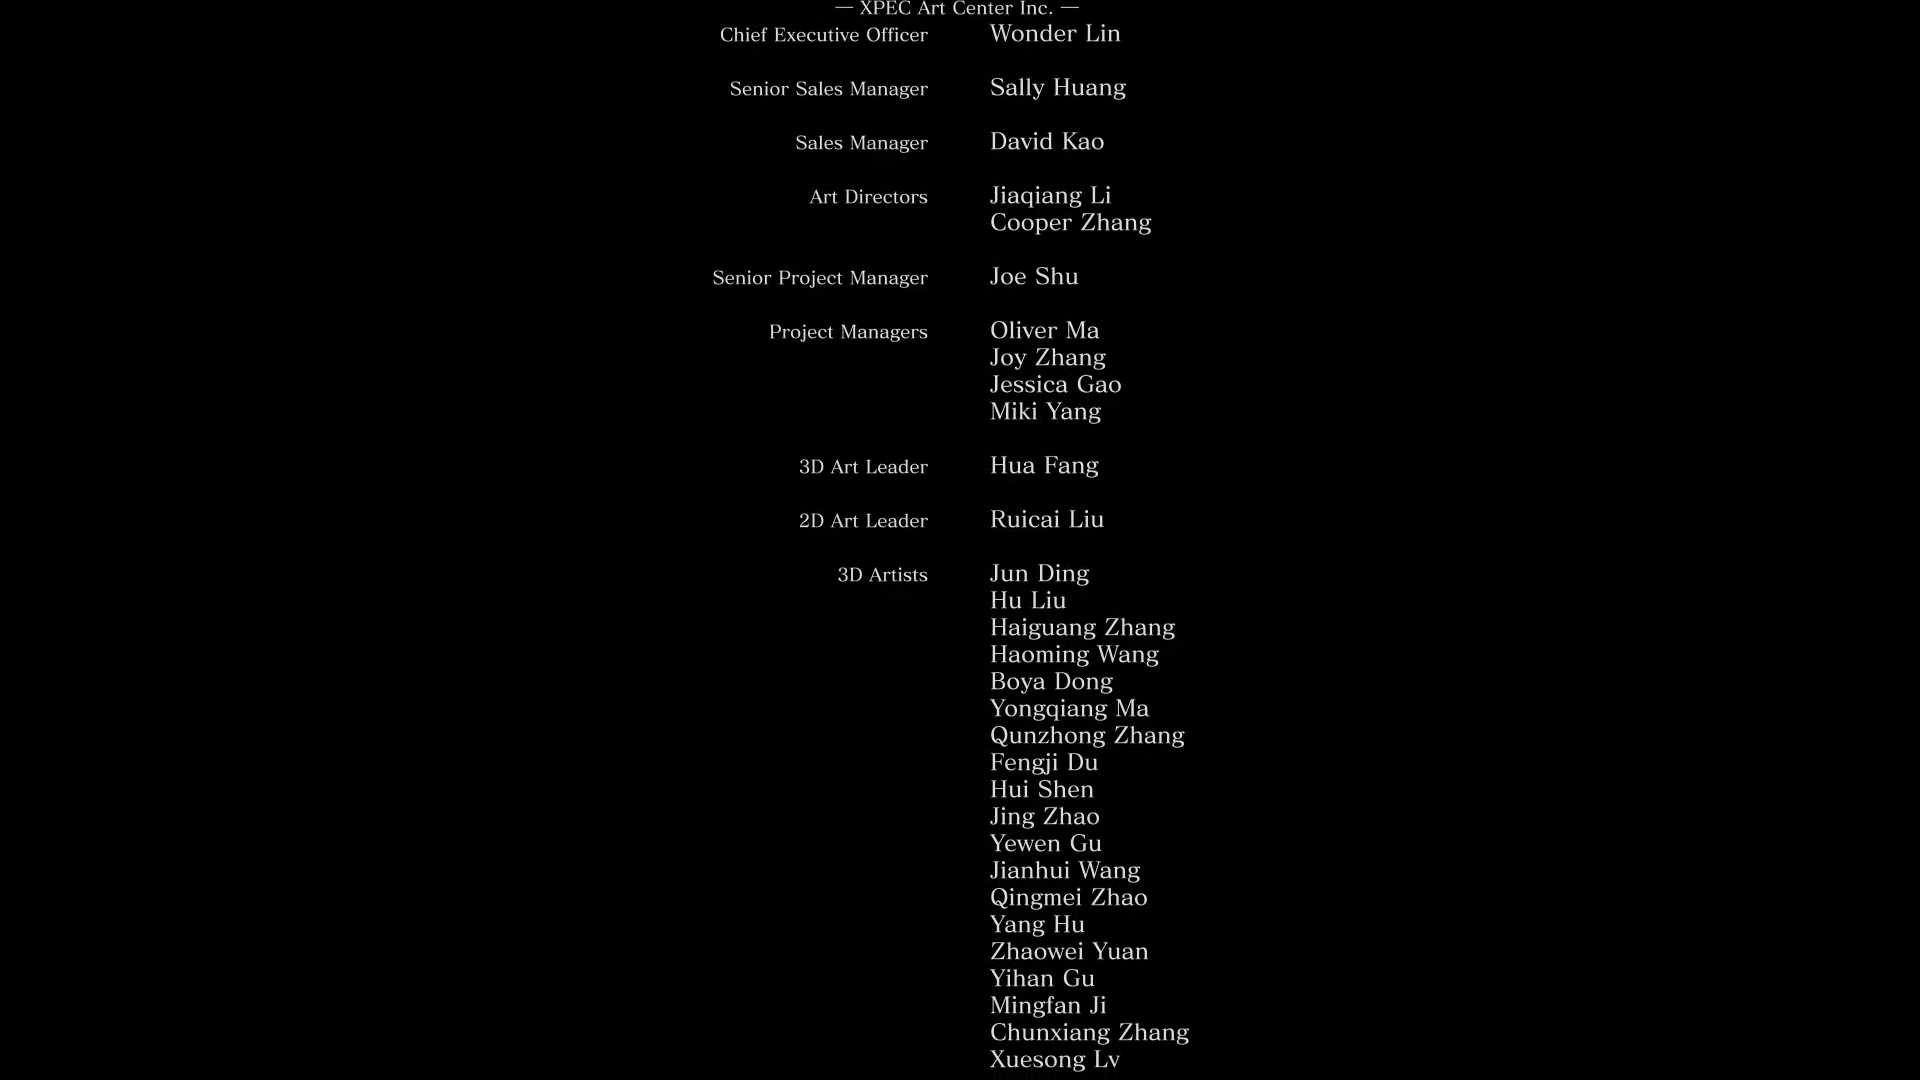 — XPEC Art Center Inc. —
Chief Executive Officer Wonder Lin
Senior Sales Manager Sally Huang
Sales Manager David Kao
Art Directors Jiaqiang Li
Cooper Zhang
Senior Project Manager Joe Shu
Project Managers Oliver Ma
Joy Zhang
Jessica Gao
Miki Yang
3D Art Leader Hua Fang
2D Art Leader Ruicai Liu
3D Artists Jun Ding
Hu Liu
Haiguang Zhang
Haoming Wang
Boya Dong
Yongqiang Ma
Qunzhong Zhang
Fengji Du
Hui Shen
Jing Zhao
Yewen Gu
Jianhui Wang
Qingmei Zhao
Yang Hu
Zhaowei Yuan
Yihan Gu
Mingfan Ji
Chunxiang Zhang
Xuesong Lv